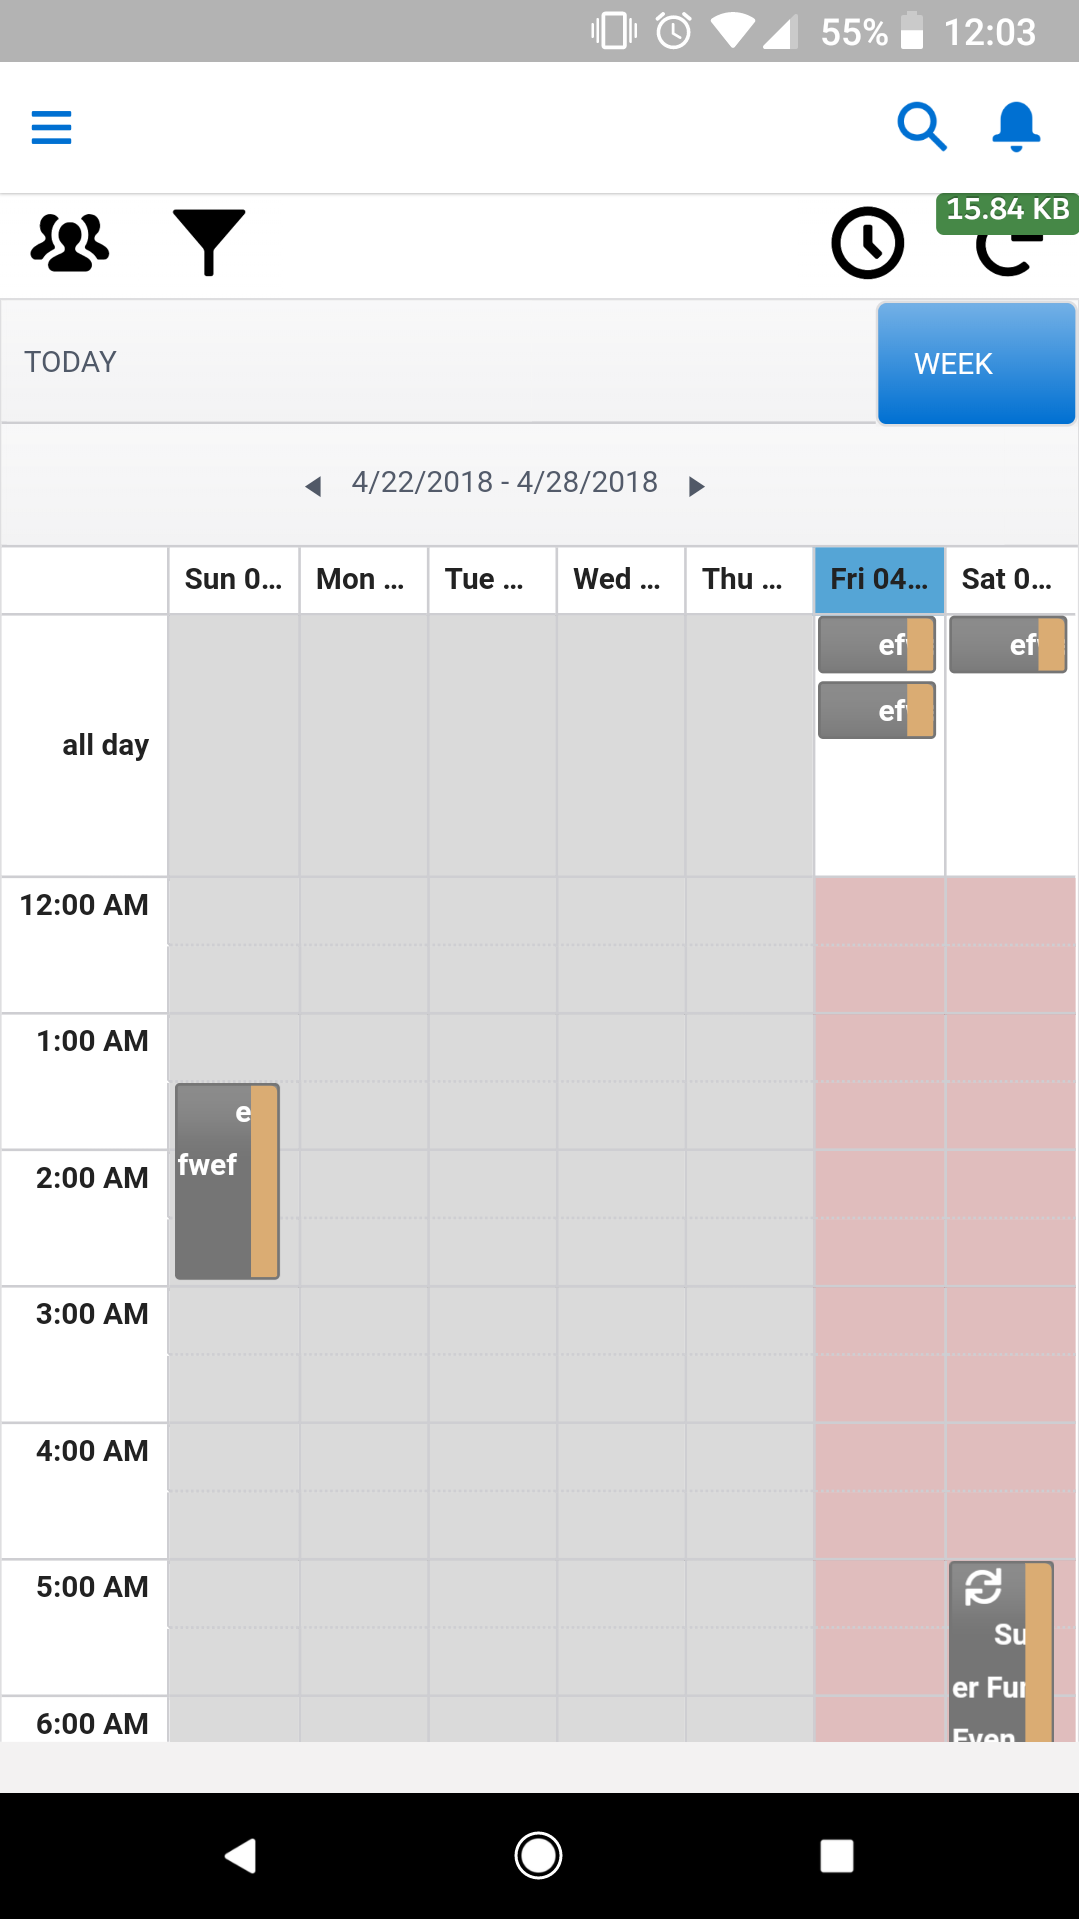 55% 12:03
15.84 KB
TODAY WEEK
4/22/2018 - 4/28/2018
Sun 0... Mon ... Tue ... Wed ... Thu ... Fri 04... Sat 0...
ef ef
ef
all day
12:00 AM
1:00 AM
e
fwef
2:00 AM
3:00 AM
4:00 AM
5:00 AM
Su
er Fun
6:00 AM
Even